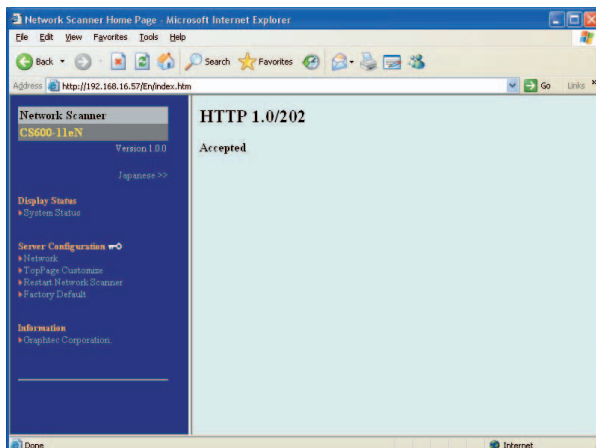 Network Scanner Home Page - Microsoft Internet Explorer
File Edit View Favorites Tools Help
Back Search Favorites
Address http://192.168.16.57/En/index.htm Go Links »
Network Scanner
CS600-11eN
Version 1.0.0
Japanese >>
Display Status
System Status
Server Configuration
Network
TopPage Customize
Restart Network Scanner
Factory Default
Information
Graphtec Corporation.
HTTP 1.0/202
Accepted
Done Internet